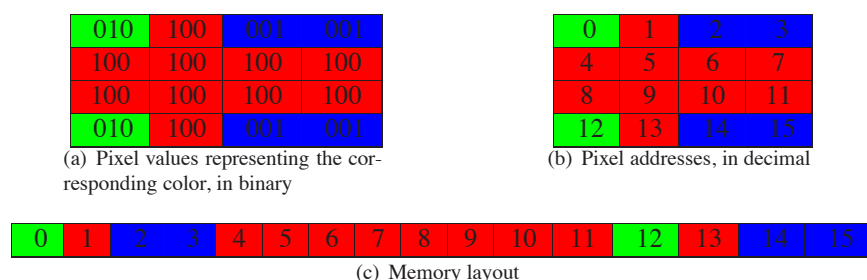 010 100 001 001
100 100 100 100
100 100 100 100
010 100 001 001
(a) Pixel values representing the cor-
responding color, in binary
0 1 2 3
4 5 6 7
8 9 10 11
12 13 14 15
(b) Pixel addresses, in decimal
0 1 2 3 4 5 6 7 8 9 10 11 12 13 14 15
(c) Memory layout